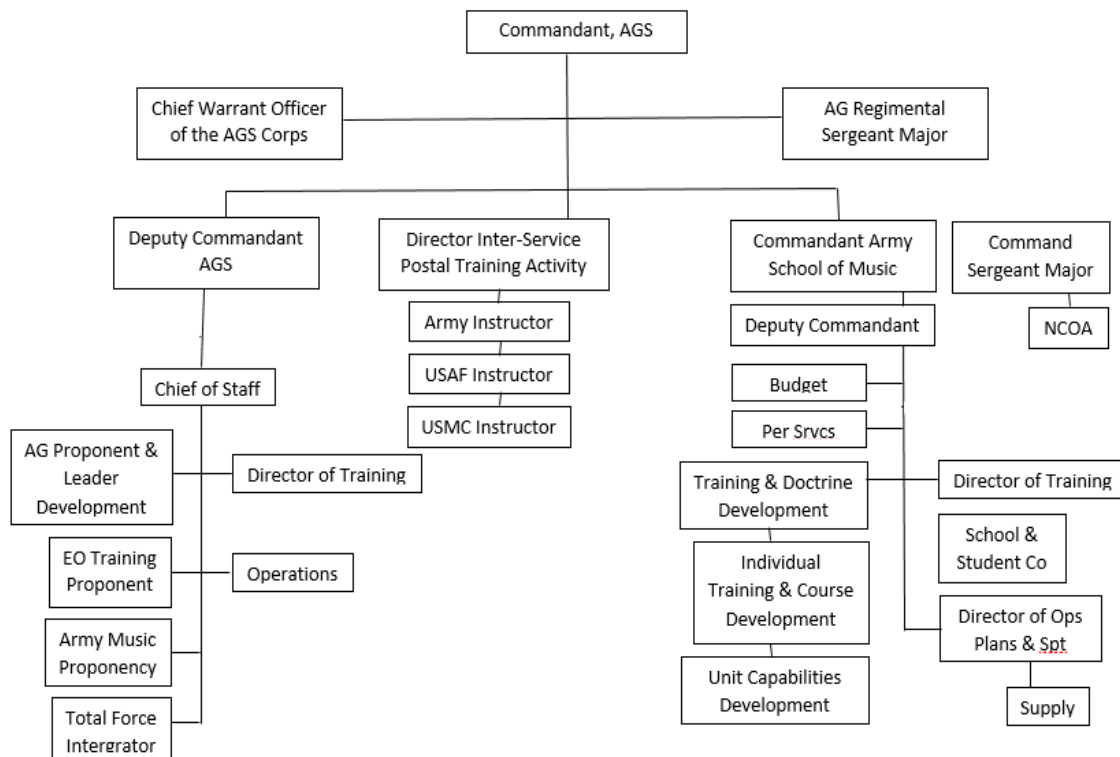 Commandant, AGS
Chief Warrant Officer
of the AGS Corps
AG Regimental
Sergeant Major
Deputy Commandant
AGS
Director Inter-Service
Postal Training Activity
Commandant Army
School of Music
Command
Sergeant Major
Army Instructor
USAF Instructor
USMC Instructor
Deputy Commandant
NCOA
Chief of Staff
Budget
Per Srvcs
AG Proponent &
Leader
Development
Director of Training
Training & Doctrine
Development
Director of Training
EO Training
Proponent
Operations
Individual
Training & Course
Development
School &
Student Co
Army Music
Proponency
Director of Ops
Plans & Spt
Total Force
Intergrator
Unit Capabilities
Development
Supply